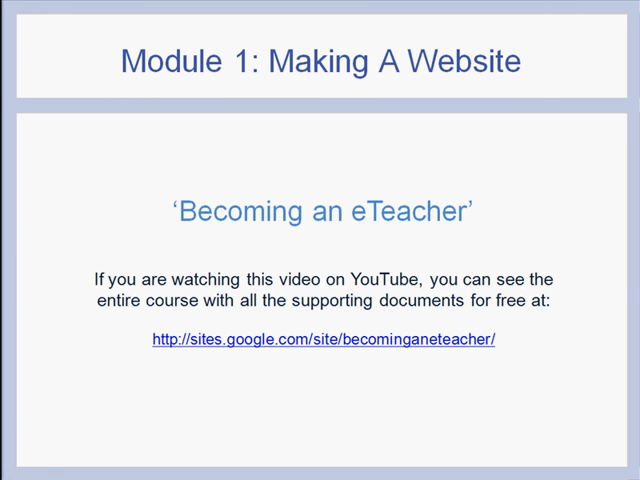 Module 1: Making A Website
‘Becoming an eTeacher’
If you are watching this video on YouTube, you can see the
entire course with all the supporting documents for free at:
http://sites.google.com/site/becominganeteacher/